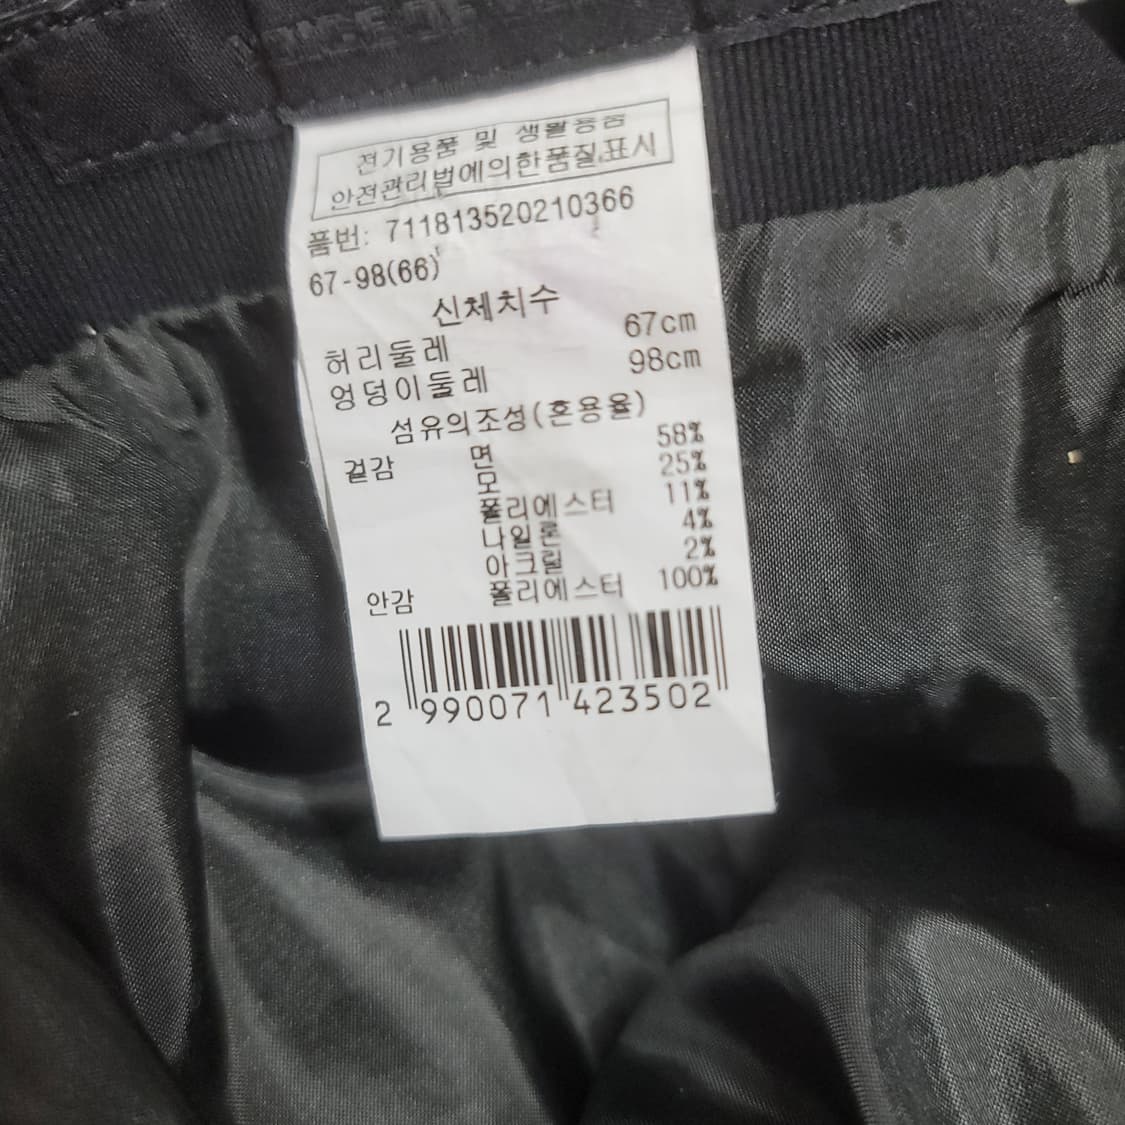 전기용품 및 생활용품
안전관리법에의한품질표시
품번: 711813520210366
67-98(66)
신체치수
허리둘레 67cm
엉덩이둘레 98cm
섬유의조성(혼용율)
겉감 면 58%
모 25%
폴리에스터 11%
나일론 4%
아크릴 2%
안감 폴리에스터 100%
2 990071 423502